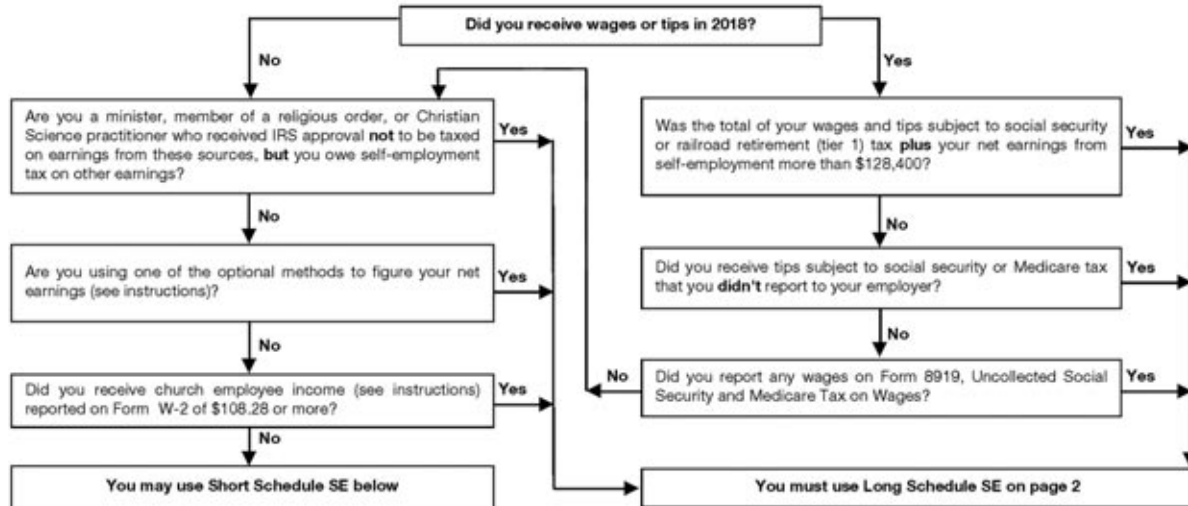 Did you receive wages or tips in 2018?
No
Yes
Are you a minister, member of a religious order, or Christian
Science practitioner who received IRS approval not to be taxed
on earnings from these sources, but you owe self-employment
tax on other earnings?
Yes
Was the total of your wages and tips subject to social security
or railroad retirement (tier 1) tax plus your net earnings from
self-employment more than $128,400?
Yes
No
No
Are you using one of the optional methods to figure your net
earnings (see instructions)?
Yes
Did you receive tips subject to social security or Medicare tax
that you didn't report to your employer?
Yes
No
No
Did you receive church employee income (see instructions)
reported on Form W-2 of $108.28 or more?
Yes
No
Did you report any wages on Form 8919, Uncollected Social
Security and Medicare Tax on Wages?
Yes
No
You may use Short Schedule SE below
You must use Long Schedule SE on page 2